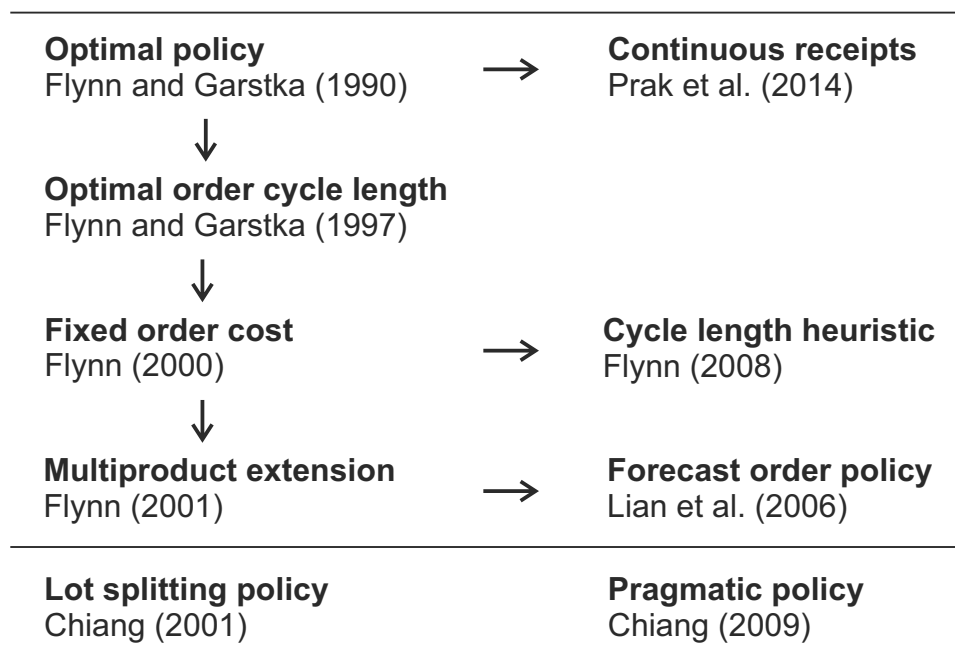 Optimal policy
Flynn and Garstka (1990)
Continuous receipts
Prak et al. (2014)
Optimal order cycle length
Flynn and Garstka (1997)
Fixed order cost
Flynn (2000)
Cycle length heuristic
Flynn (2008)
Multiproduct extension
Flynn (2001)
Forecast order policy
Lian et al. (2006)
Lot splitting policy
Chiang (2001)
Pragmatic policy
Chiang (2009)